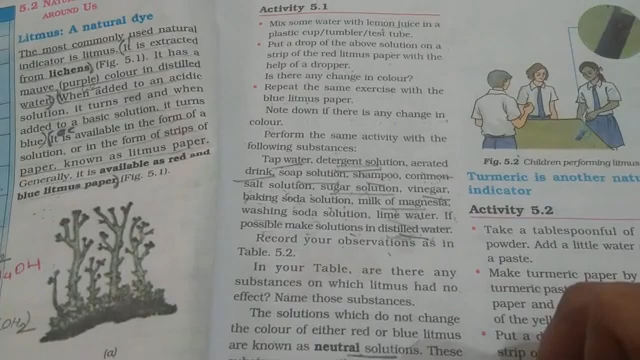 5.2 NATU
AROUND US
Litmus: A natural dye
The most commonly used natural
indicator is litmus. It is extracted
from lichens (Fig. 5.1). It has a
mauve (purple) colour in distilled
water. When added to an acidic
solution, it turns red and when
added to a basic solution, it turns
blue. It is available in the form of a
solution, or in the form of strips of
paper, known as litmus paper.
Generally, it is available as red and
blue litmus paper (Fig. 5.1).
(a)
Activity 5.1
• Mix some water with lemon juice in a
plastic cup/tumbler/test tube.
• Put a drop of the above solution on a
strip of the red litmus paper with the
help of a dropper.
Is there any change in colour?
• Repeat the same exercise with the
blue litmus paper.
Note down if there is any change in
colour.
Perform the same activity with the
following substances:
Tap water, detergent solution, aerated
drink, soap solution, shampoo, common
salt solution, sugar solution, vinegar,
baking soda solution, milk of magnesia,
washing soda solution, lime water. If
possible make solutions in distilled water.
Record your observations as in
Table. 5.2.
In your Table, are there any
substances on which litmus had no
effect? Name those substances.
The solutions which do not change
the colour of either red or blue litmus
are known as neutral solutions. These
Fig. 5.2 Children performing litmus
Turmeric is another natu
indicator
Activity 5.2
• Take a tablespoonful of
powder. Add a little water
a paste.
• Make turmeric paper by
turmeric past
paper and
of the yel
• Put a d
strip o